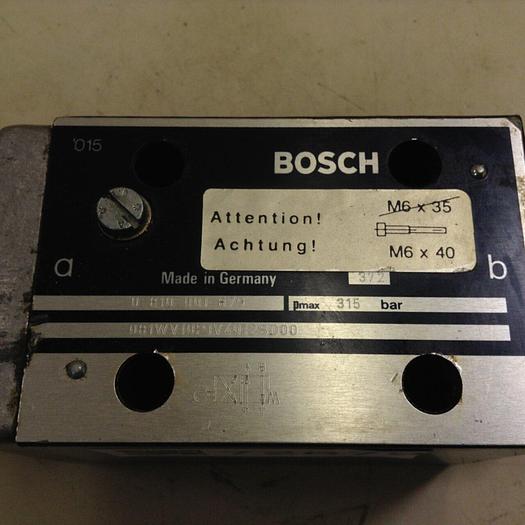 015
BOSCH
Attention! M6 x 35
Achtung! M6 x 40
a
b
Made in Germany 372
pmax 315 bar